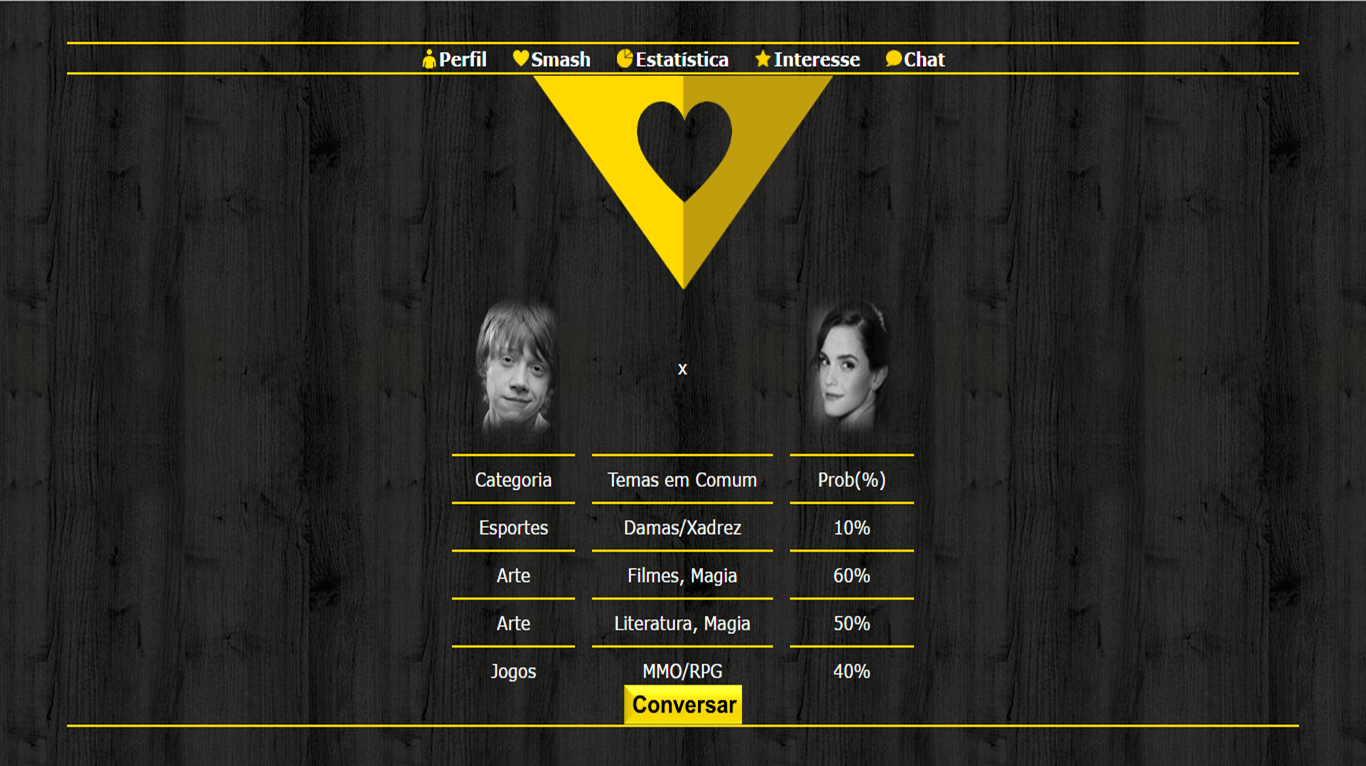 Perfil Smash Estatística Interesse Chat
x
Categoria Temas em Comum Prob(%)
Esportes Damas/Xadrez 10%
Arte Filmes, Magia 60%
Arte Literatura, Magia 50%
Jogos MMO/RPG 40%
Conversar